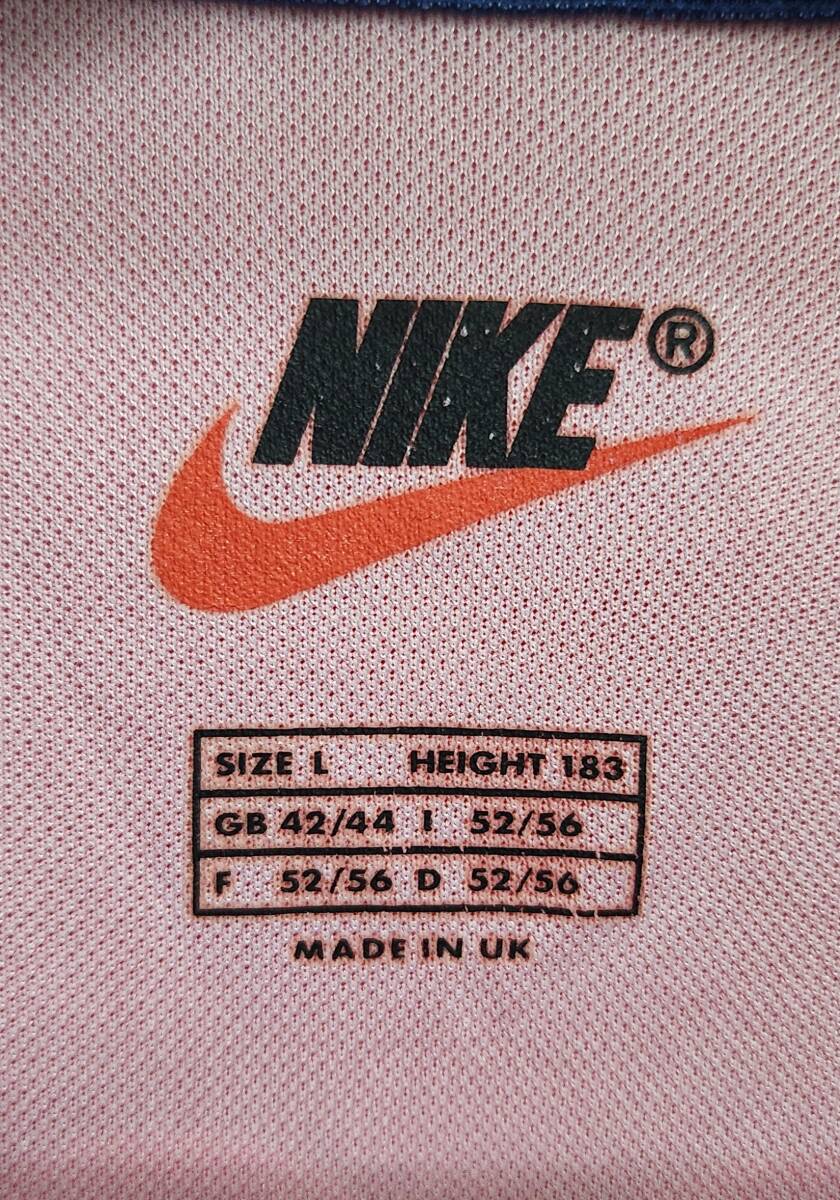 NIKE®
SIZE L HEIGHT 183
GB 42/44 I 52/56
F 52/56 D 52/56
MADE IN UK